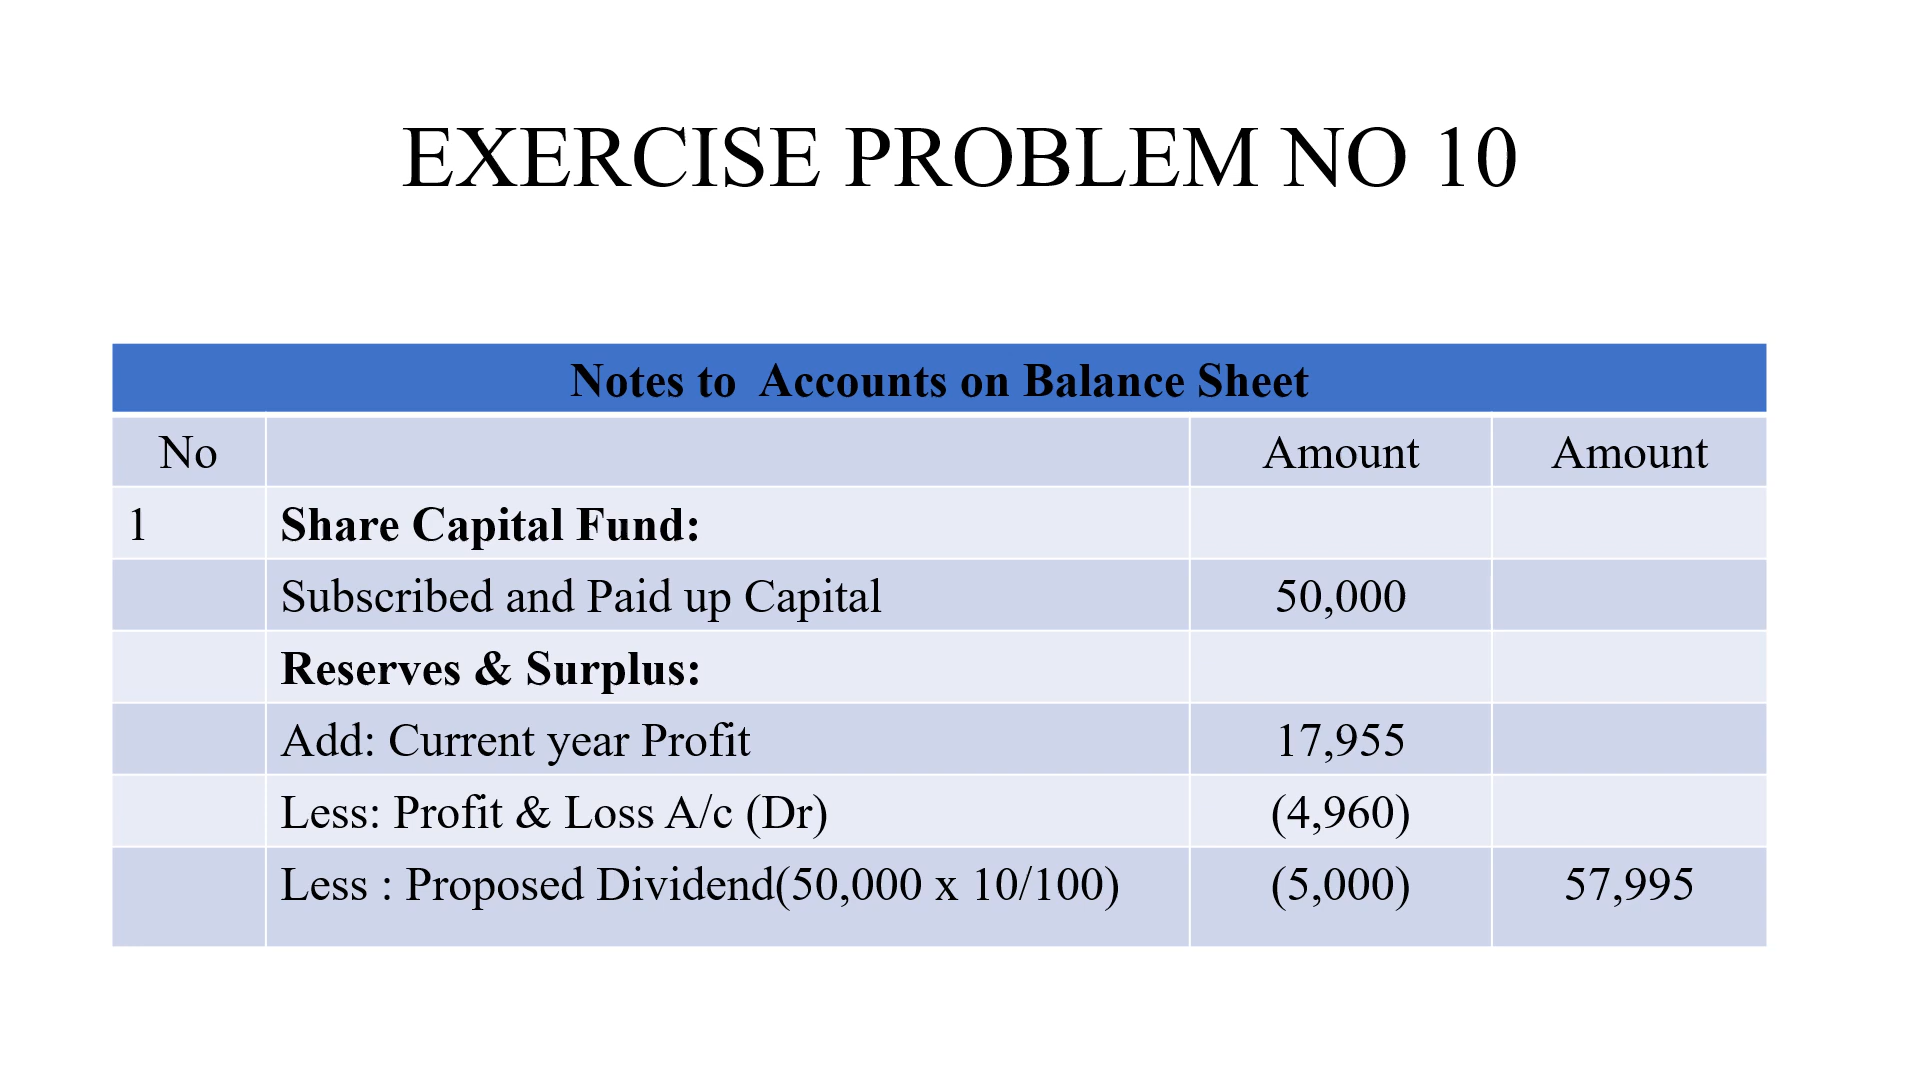 EXERCISE PROBLEM NO 10
Notes to  Accounts on Balance Sheet
No Amount Amount
1 Share Capital Fund:
Subscribed and Paid up Capital 50,000
Reserves & Surplus:
Add: Current year Profit 17,955
Less: Profit & Loss A/c (Dr) (4,960)
Less : Proposed Dividend(50,000 x 10/100) (5,000) 57,995